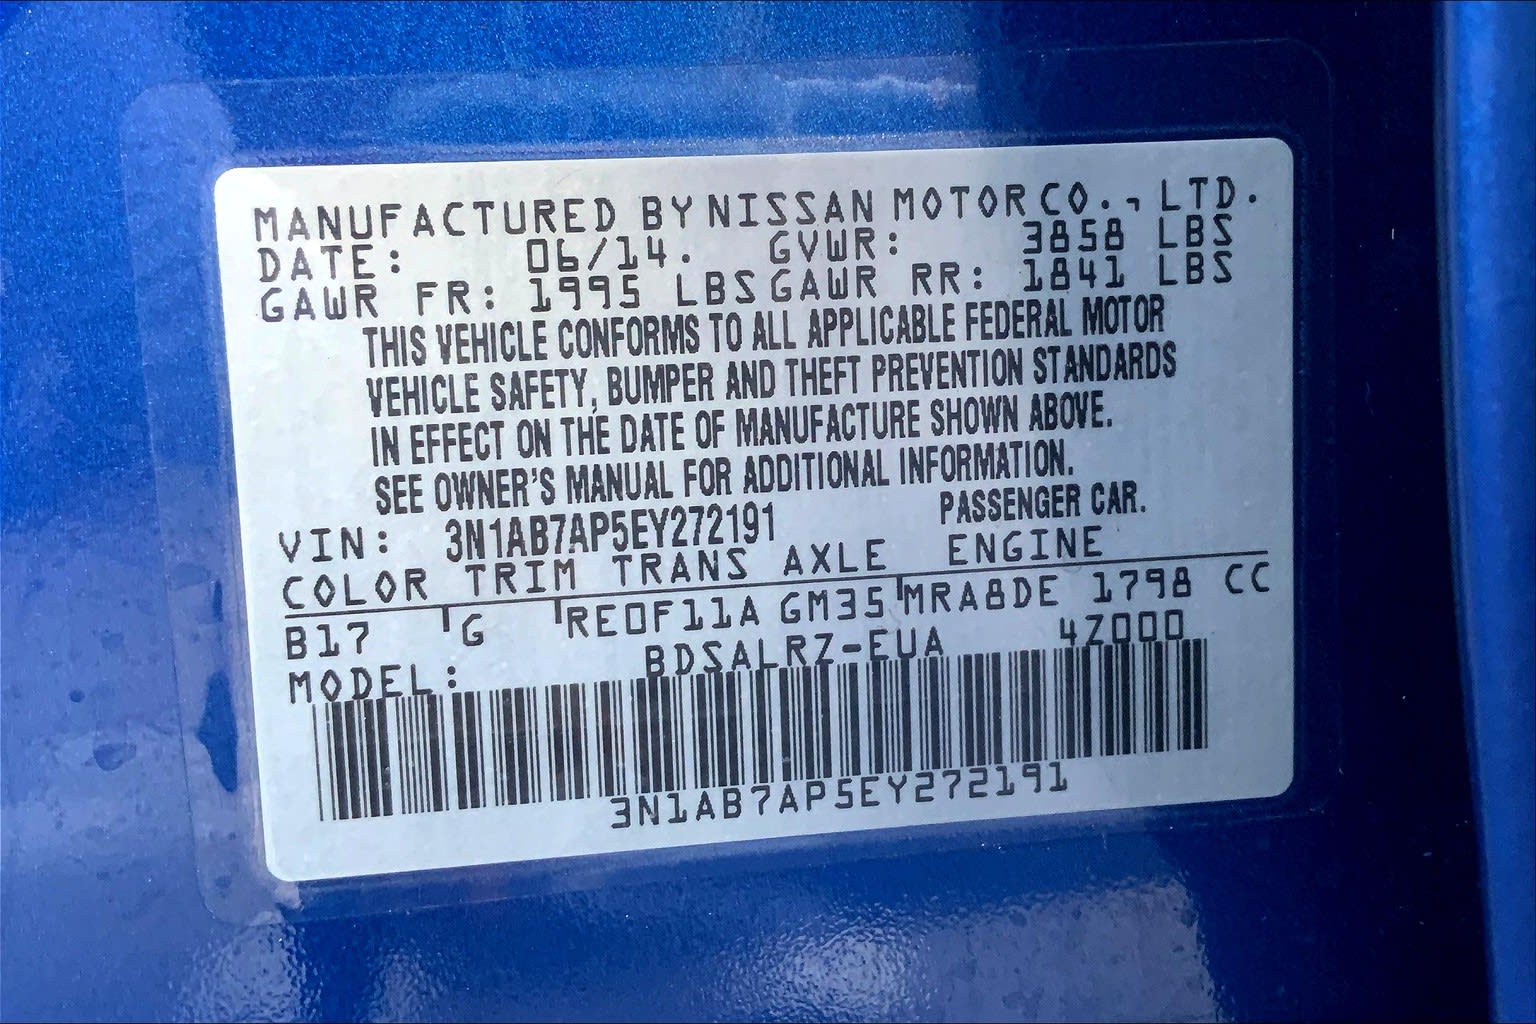 MANUFACTURED BY NISSAN MOTOR CO., LTD.
DATE: 06/14. GVWR: 3858 LBS
GAWR FR: 1995 LBS GAWR RR: 1841 LBS
THIS VEHICLE CONFORMS TO ALL APPLICABLE FEDERAL MOTOR
VEHICLE SAFETY, BUMPER AND THEFT PREVENTION STANDARDS
IN EFFECT ON THE DATE OF MANUFACTURE SHOWN ABOVE.
SEE OWNER'S MANUAL FOR ADDITIONAL INFORMATION.
VIN: 3N1AB7AP5EY272191 PASSENGER CAR.
COLOR TRIM TRANS AXLE ENGINE
B17 G RE0F11A GM35 MRA8DE 1798 CC
MODEL: BDSALRZ-EUA 4Z000
3N1AB7AP5EY272191